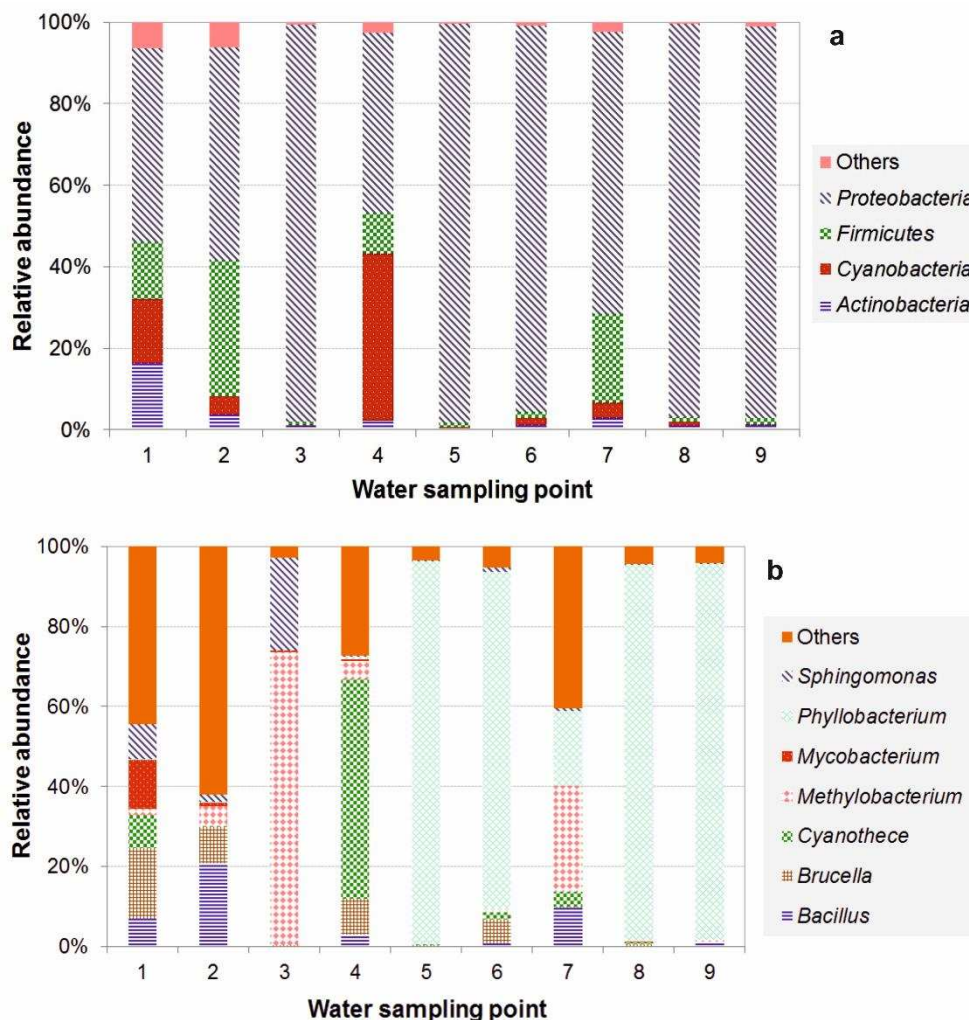 100%
80%
60%
40%
20%
0%
Relative abundance
1 2 3 4 5 6 7 8 9
Water sampling point
a
Others
Proteobacteria
Firmicutes
Cyanobacteria
Actinobacteria
100%
80%
60%
40%
20%
0%
Relative abundance
1 2 3 4 5 6 7 8 9
Water sampling point
b
Others
Sphingomonas
Phyllobacterium
Mycobacterium
Methylobacterium
Cyanothece
Brucella
Bacillus